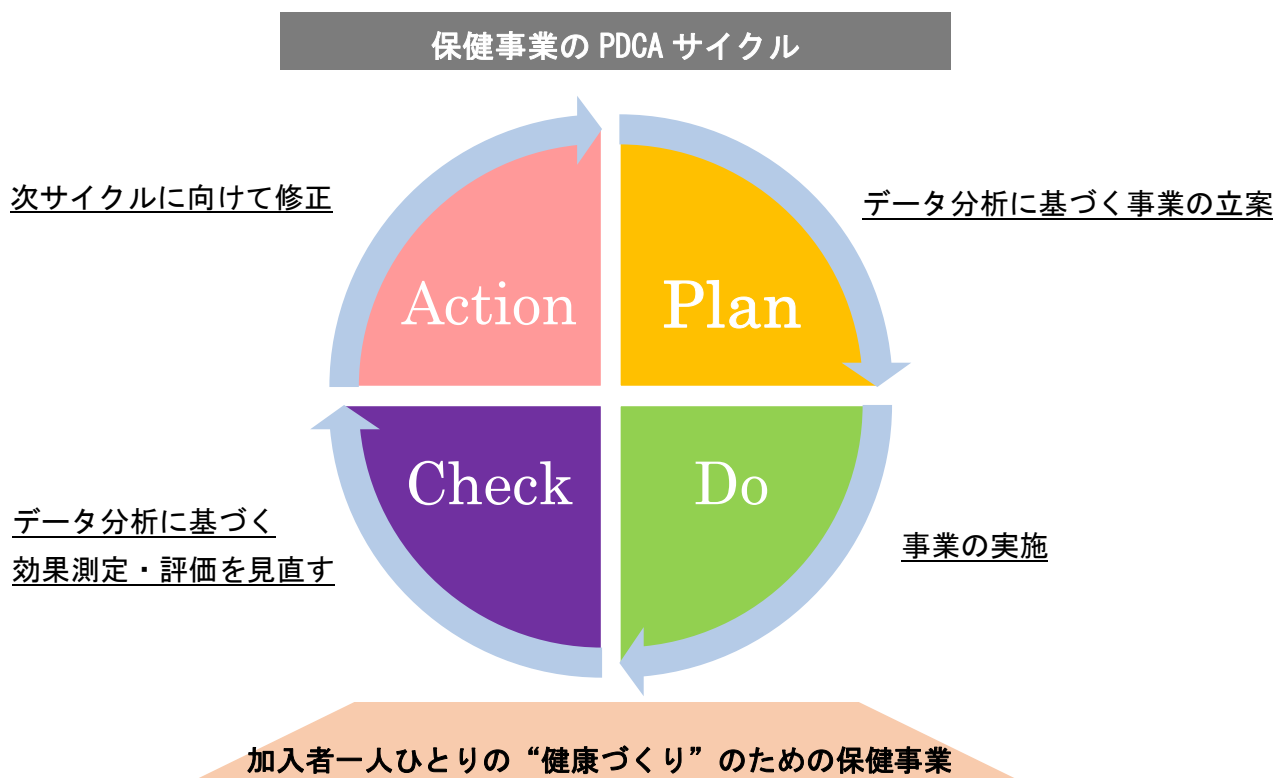 保健事業の PDCA サイクル
次サイクルに向けて修正
データ分析に基づく事業の立案
Action
Plan
Check
Do
データ分析に基づく
効果測定・評価を見直す
事業の実施
加入者一人ひとりの“健康づくり”のための保健事業